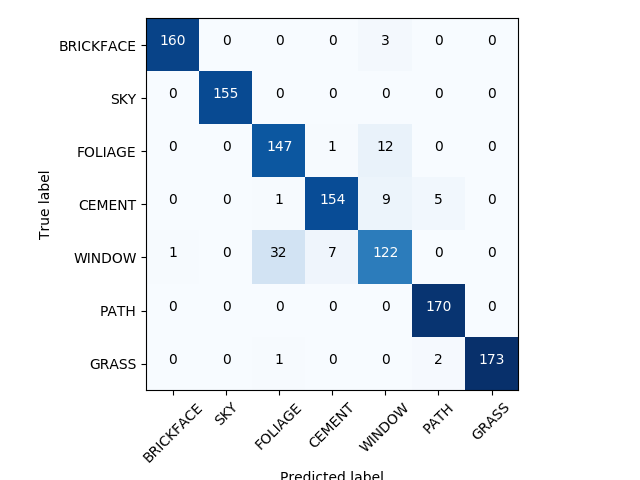 BRICKFACE 160 0 0 0 3 0 0
SKY 0 155 0 0 0 0 0
FOLIAGE 0 0 147 1 12 0 0
CEMENT 0 0 1 154 9 5 0
WINDOW 1 0 32 7 122 0 0
PATH 0 0 0 0 0 170 0
GRASS 0 0 1 0 0 2 173
True label
BRICKFACE SKY FOLIAGE CEMENT WINDOW PATH GRASS
Predicted label